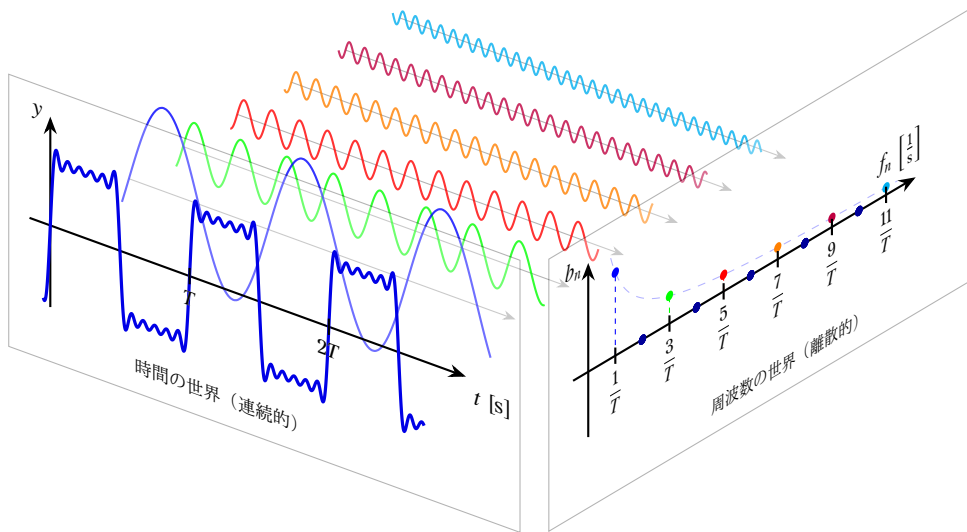 y
T
2T
t [s]
時間の世界（連続的）
b_n
f_n [1/s]
1/T
3/T
5/T
7/T
9/T
11/T
周波数の世界（離散的）